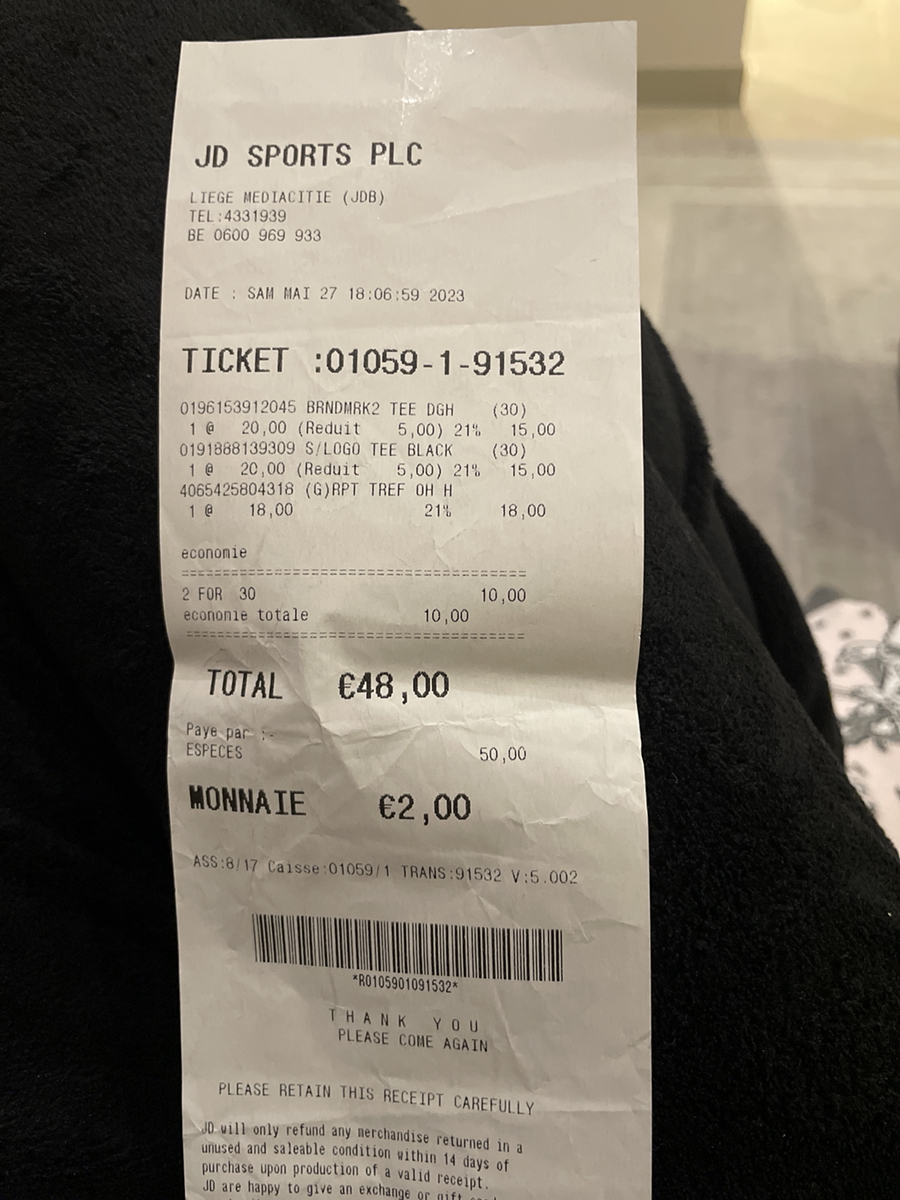 JD SPORTS PLC
LIEGE MEDIACITIE (JDB)
TEL:4331939
BE 0600 969 933
DATE : SAM MAI 27 18:06:59 2023
TICKET :01059-1-91532
0196153912045 BRNDMRK2 TEE DGH (30)
1 @ 20,00 (Reduit 5,00) 21% 15,00
0191888139309 S/LOGO TEE BLACK (30)
1 @ 20,00 (Reduit 5,00) 21% 15,00
4065425804318 (G)RPT TREF OH H
1 @ 18,00 21% 18,00
economie
========================================
2 FOR 30 10,00
economie totale 10,00
========================================
TOTAL €48,00
Paye par :-
ESPECES 50,00
MONNAIE €2,00
ASS:8/17 Caisse:01059/1 TRANS:91532 V:5.002
*R0105901091532*
THANK YOU
PLEASE COME AGAIN
PLEASE RETAIN THIS RECEIPT CAREFULLY
JD will only refund any merchandise returned in a
unused and saleable condition within 14 days of
purchase upon production of a valid receipt.
JD are happy to give an exchange or gift